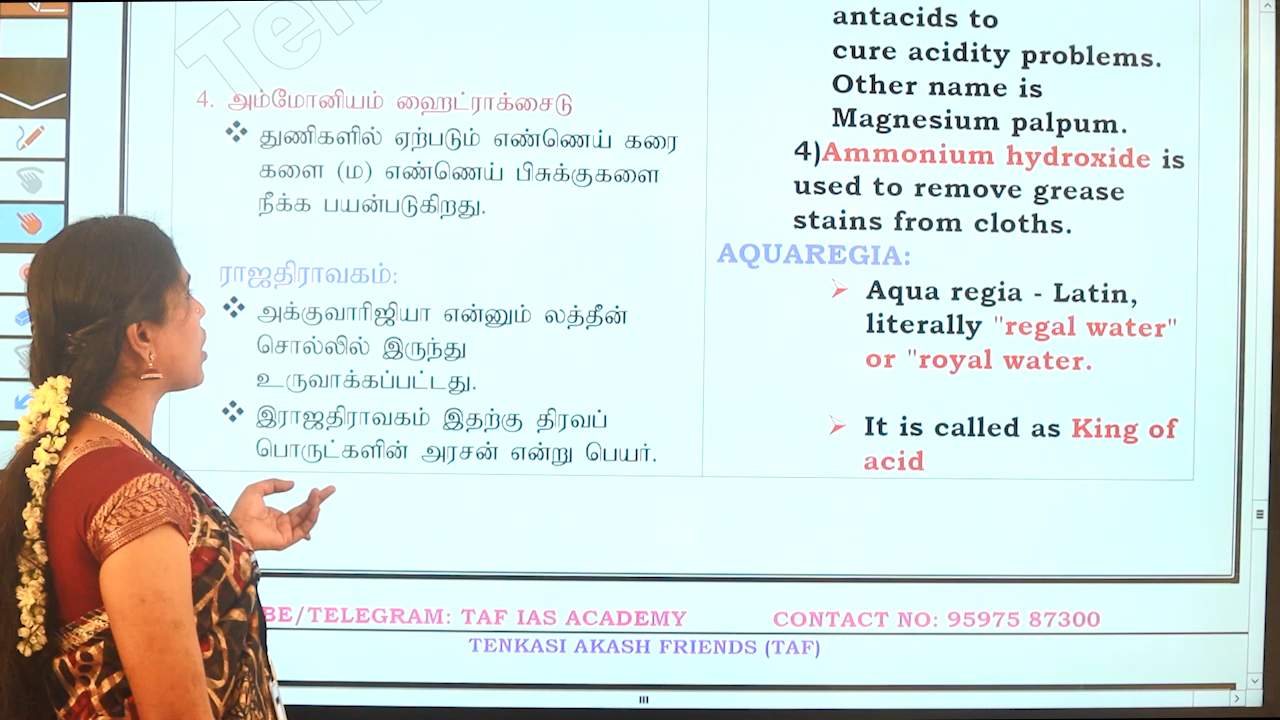 4. அம்மோனியம் ஹைட்ராக்சைடு
❖ துணிகளில் ஏற்படும் எண்ணெய் கரை
களை (ம) எண்ணெய் பிசுக்குகளை
நீக்க பயன்படுகிறது.
ராஜதிராவகம்:
❖ அக்குவாரிஜியா என்னும் லத்தீன்
சொல்லில் இருந்து
உருவாக்கப்பட்டது.
❖ இராஜதிராவகம் இதற்கு திரவப்
பொருட்களின் அரசன் என்று பெயர்.
antacids to
cure acidity problems.
Other name is
Magnesium palpum.
4)Ammonium hydroxide is
used to remove grease
stains from cloths.
AQUAREGIA:
➢ Aqua regia - Latin,
literally "regal water"
or "royal water.
➢ It is called as King of
acid
BE/TELEGRAM: TAF IAS ACADEMY CONTACT NO: 95975 87300
TENKASI AKASH FRIENDS (TAF)